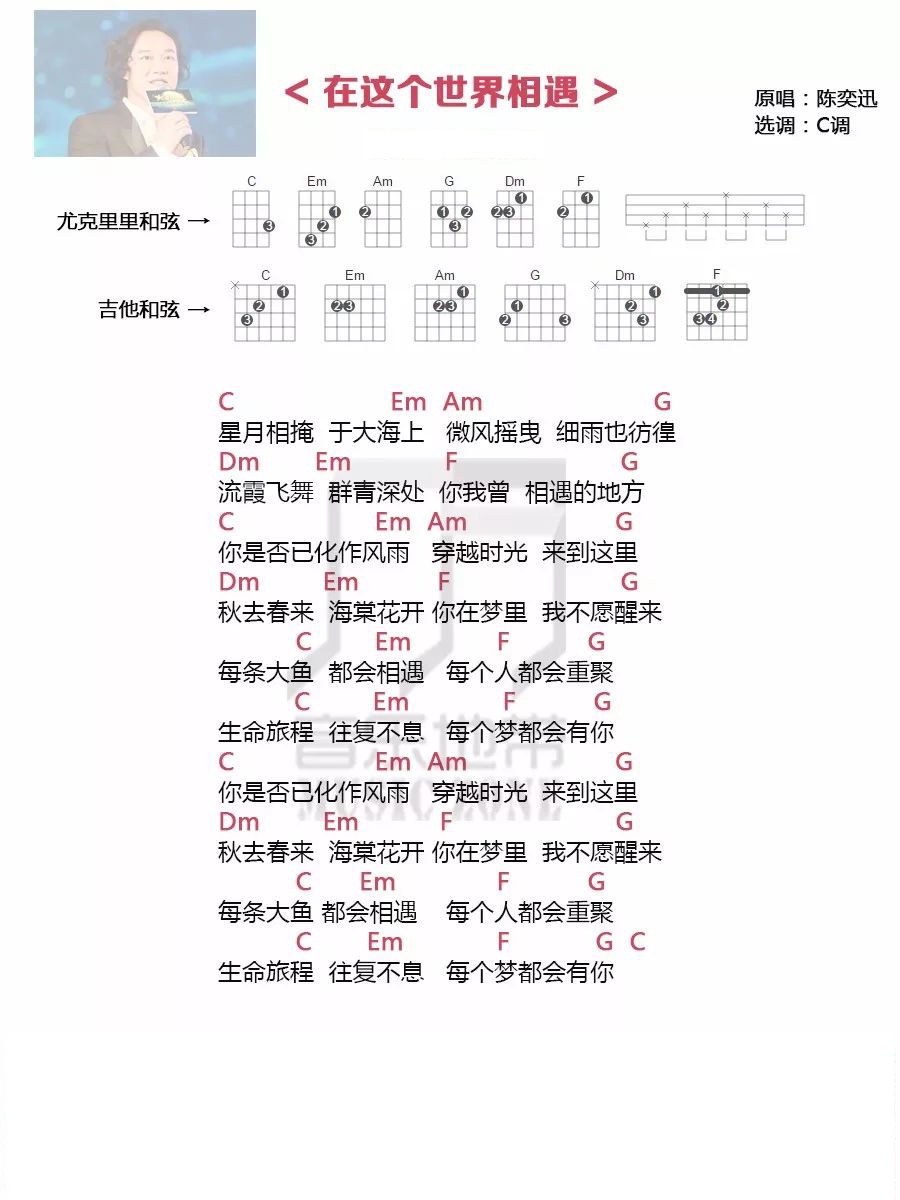 < 在这个世界相遇 >
原唱：陈奕迅
选调：C调
C Em Am G Dm F
尤克里里和弦 →
C Em Am G Dm F
吉他和弦 →
C Em Am G
星月相掩 于大海上 微风摇曳 细雨也彷徨
Dm Em F G
流霞飞舞 群青深处 你我曾 相遇的地方
C Em Am G
你是否已化作风雨 穿越时光 来到这里
Dm Em F G
秋去春来 海棠花开 你在梦里 我不愿醒来
C Em F G
每条大鱼 都会相遇 每个人都会重聚
C Em F G
生命旅程 往复不息 每个梦都会有你
C Em Am G
你是否已化作风雨 穿越时光 来到这里
Dm Em F G
秋去春来 海棠花开 你在梦里 我不愿醒来
C Em F G
每条大鱼 都会相遇 每个人都会重聚
C Em F G C
生命旅程 往复不息 每个梦都会有你
音乐地带
MUSIC ZONE